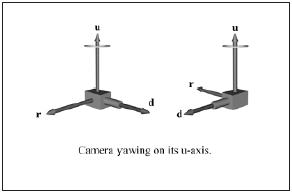 u u
r d r d
Camera yawing on its u-axis.